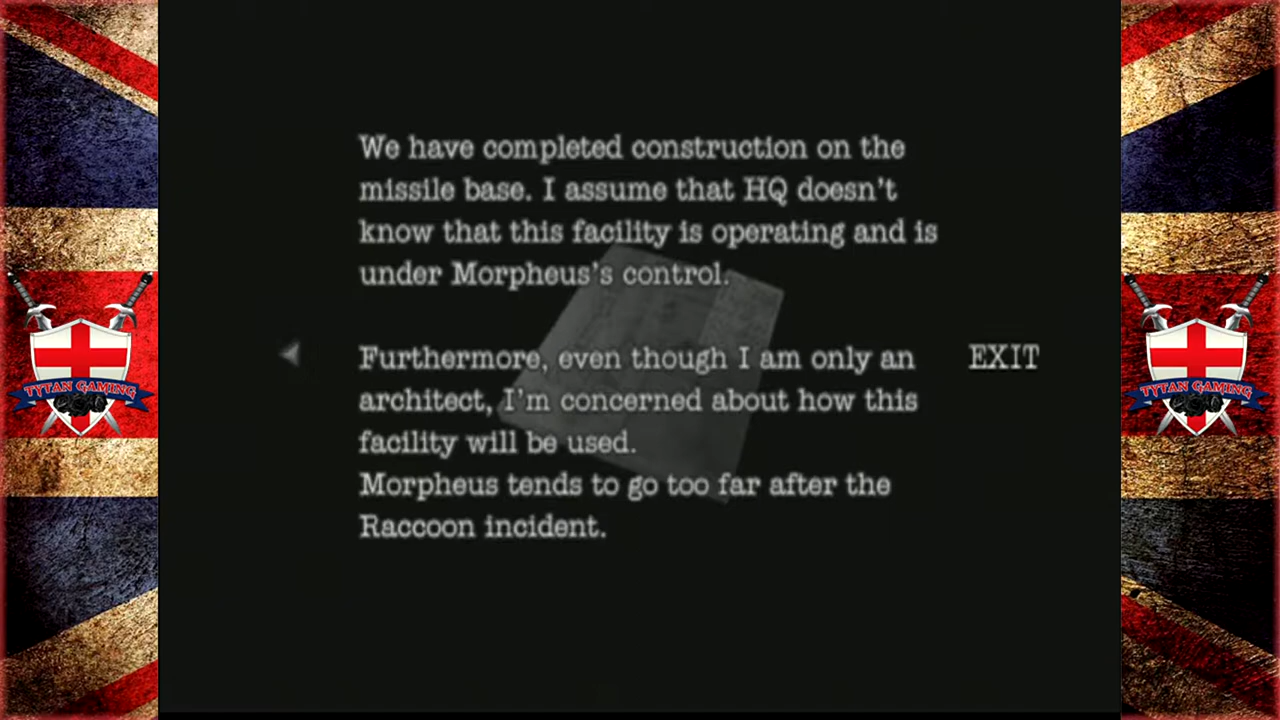 We have completed construction on the
missile base. I assume that HQ doesn't
know that this facility is operating and is
under Morpheus's control.
Furthermore, even though I am only an
architect, I'm concerned about how this
facility will be used.
Morpheus tends to go too far after the
Raccoon incident.
EXIT
TYTAN GAMING
TYTAN GAMING